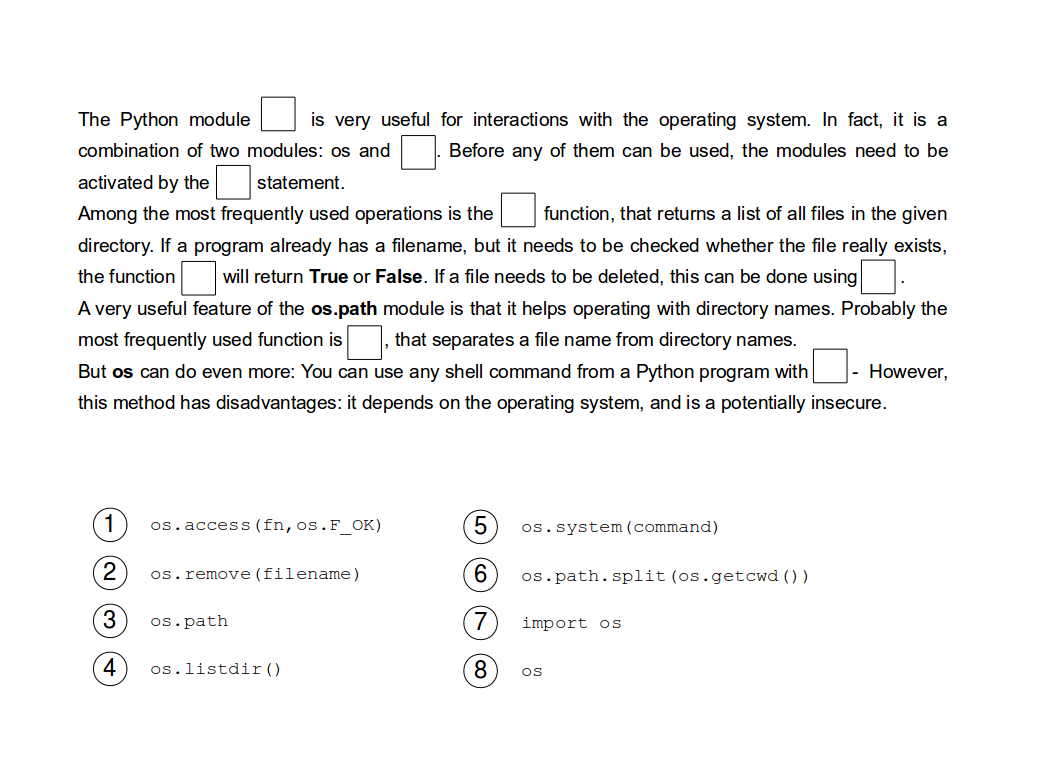 The Python module is very useful for interactions with the operating system. In fact, it is a
combination of two modules: os and . Before any of them can be used, the modules need to be
activated by the statement.
Among the most frequently used operations is the function, that returns a list of all files in the given
directory. If a program already has a filename, but it needs to be checked whether the file really exists,
the function will return True or False. If a file needs to be deleted, this can be done using .
A very useful feature of the os.path module is that it helps operating with directory names. Probably the
most frequently used function is , that separates a file name from directory names.
But os can do even more: You can use any shell command from a Python program with - However,
this method has disadvantages: it depends on the operating system, and is a potentially insecure.
1 os.access(fn,os.F_OK)
2 os.remove(filename)
3 os.path
4 os.listdir()
5 os.system(command)
6 os.path.split(os.getcwd())
7 import os
8 os